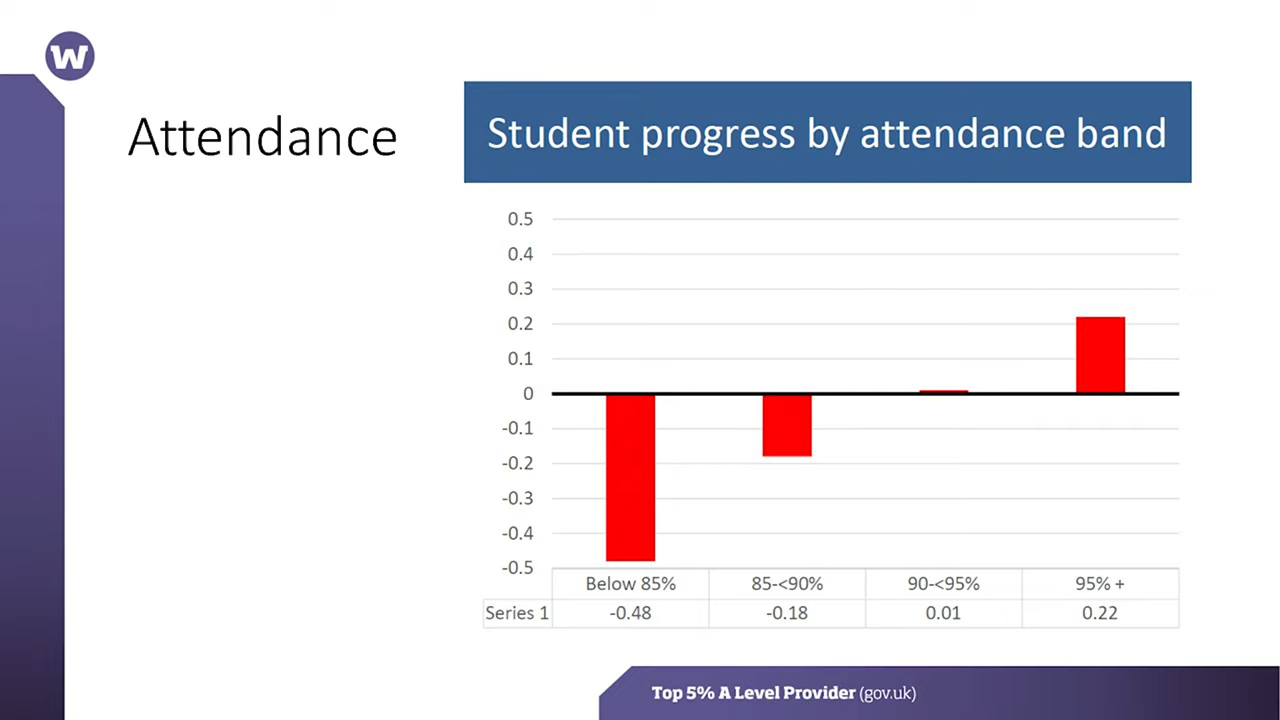 W
Attendance
Student progress by attendance band
0.5
0.4
0.3
0.2
0.1
0
-0.1
-0.2
-0.3
-0.4
-0.5
Below 85% 85-<90% 90-<95% 95% +
Series 1 -0.48 -0.18 0.01 0.22
Top 5% A Level Provider (gov.uk)